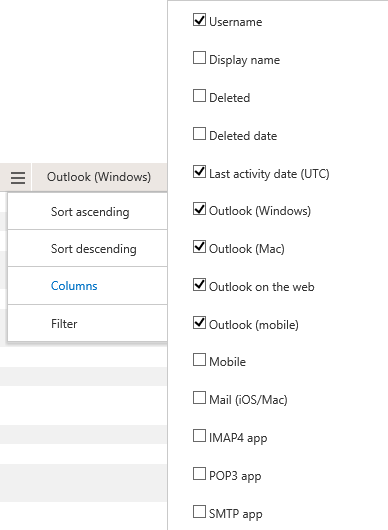 Outlook (Windows)
Sort ascending
Sort descending
Columns
Filter
Username
Display name
Deleted
Deleted date
Last activity date (UTC)
Outlook (Windows)
Outlook (Mac)
Outlook on the web
Outlook (mobile)
Mobile
Mail (iOS/Mac)
IMAP4 app
POP3 app
SMTP app